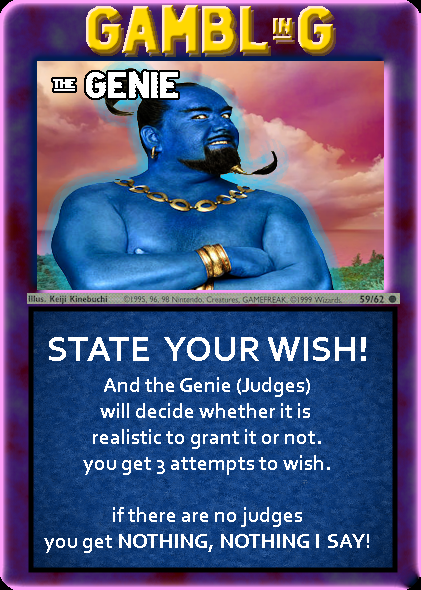 GAMBLING
THE GENIE
Illus. Keiji Kinebuchi ©1995, 96, 98 Nintendo, Creatures, GAMEFREAK. ©1999 Wizards. 59/62
STATE YOUR WISH!
And the Genie (Judges)
will decide whether it is
realistic to grant it or not.
you get 3 attempts to wish.
if there are no judges
you get NOTHING, NOTHING I SAY!